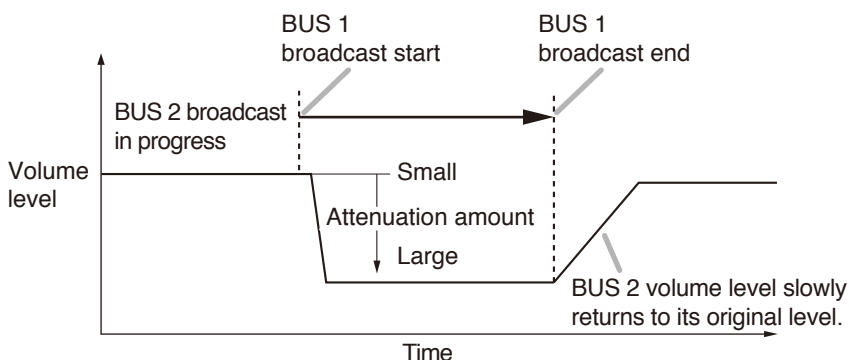 BUS 1
broadcast start
BUS 1
broadcast end
BUS 2 broadcast
in progress
Volume
level
Small
Attenuation amount
Large
BUS 2 volume level slowly
returns to its original level.
Time